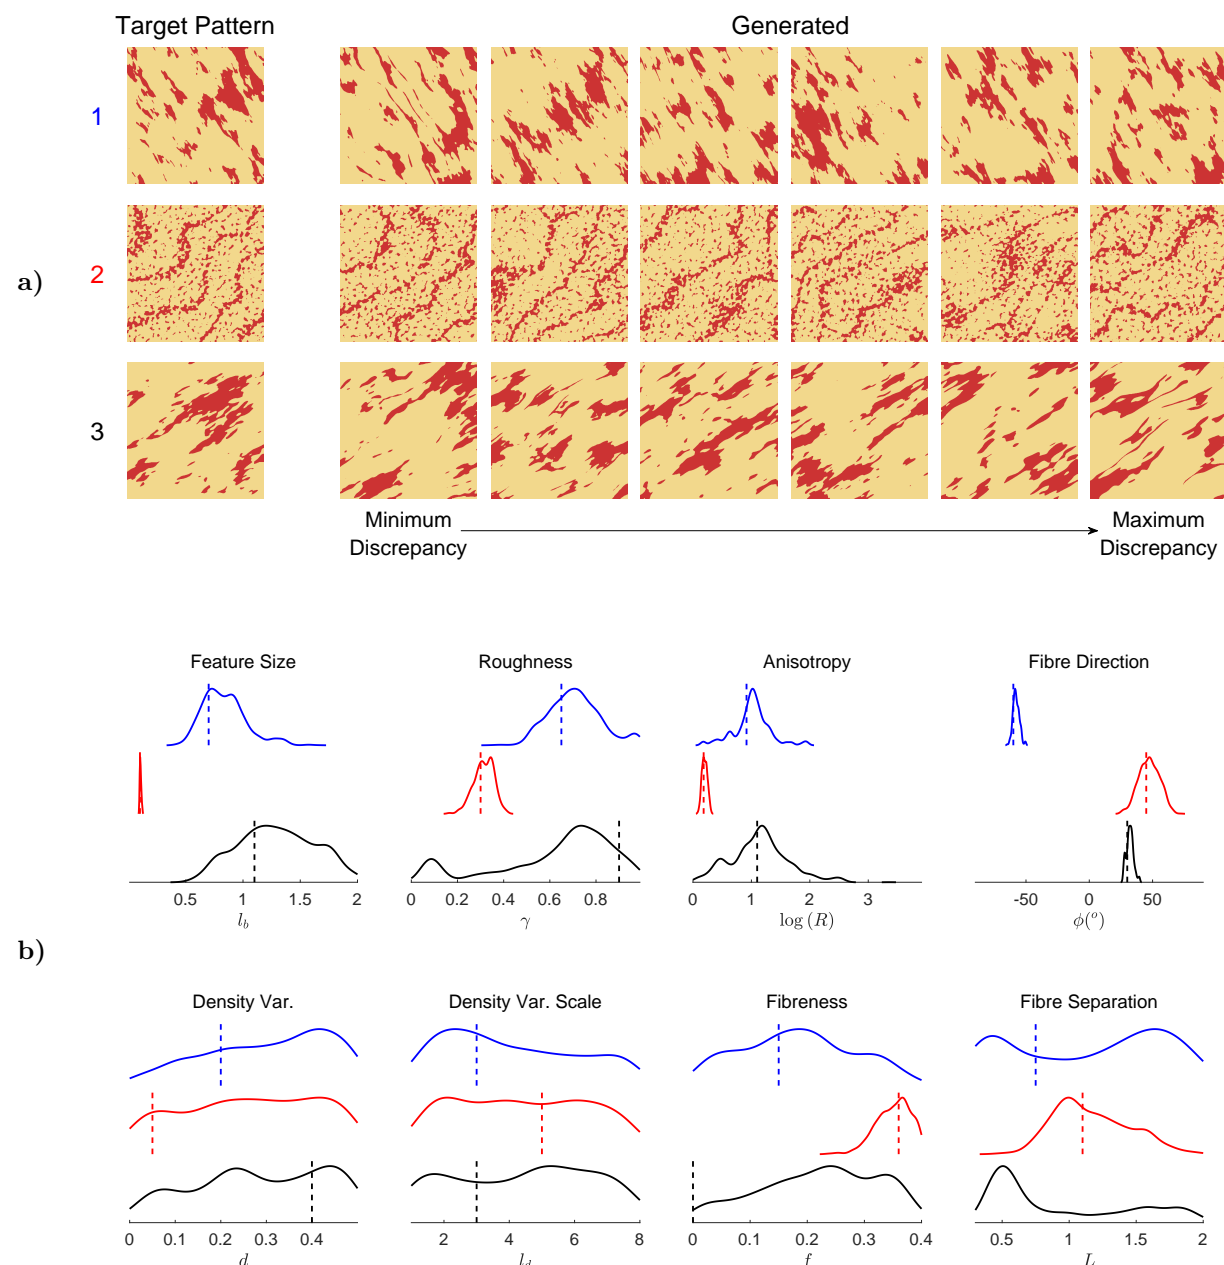 Target Pattern Generated
1
a) 2
3
Minimum Discrepancy Maximum Discrepancy
Feature Size Roughness Anisotropy Fibre Direction
0.5 1 1.5 2 0 0.2 0.4 0.6 0.8 0 1 2 3 -50 0 50
l_b γ log (R) ϕ(°)
b)
Density Var. Density Var. Scale Fibreness Fibre Separation
0 0.1 0.2 0.3 0.4 2 4 6 8 0 0.1 0.2 0.3 0.4 0.5 1 1.5 2
d l_d f L